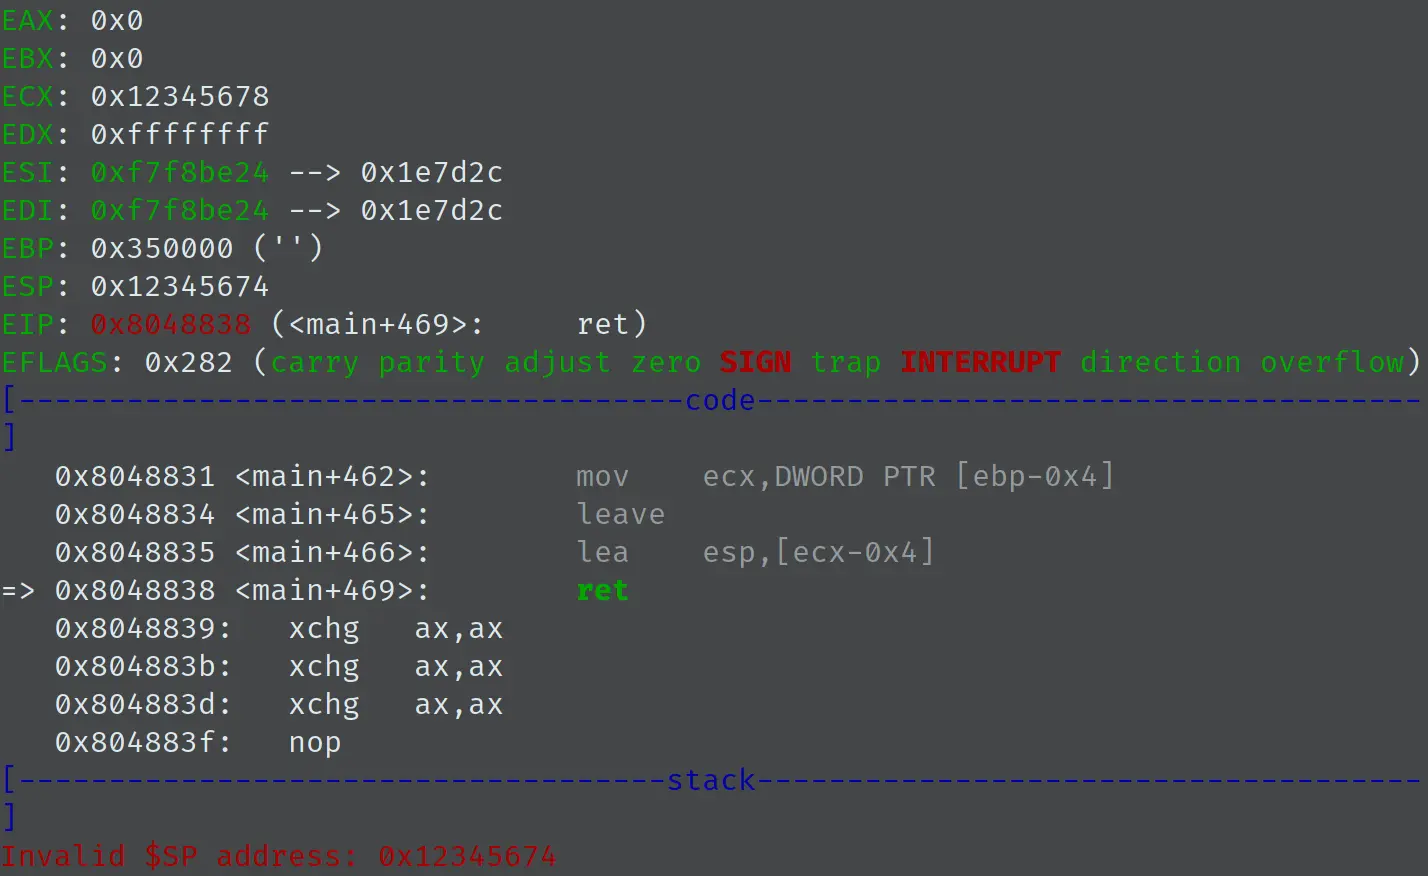 EAX: 0x0
EBX: 0x0
ECX: 0x12345678
EDX: 0xffffffff
ESI: 0xf7f8be24 --> 0x1e7d2c
EDI: 0xf7f8be24 --> 0x1e7d2c
EBP: 0x350000 ('')
ESP: 0x12345674
EIP: 0x8048838 (<main+469>:     ret)
EFLAGS: 0x282 (carry parity adjust zero SIGN trap INTERRUPT direction overflow)
[-------------------------------------code-------------------------------------
]
   0x8048831 <main+462>:        mov    ecx,DWORD PTR [ebp-0x4]
   0x8048834 <main+465>:        leave
   0x8048835 <main+466>:        lea    esp,[ecx-0x4]
=> 0x8048838 <main+469>:        ret
   0x8048839:   xchg   ax,ax
   0x804883b:   xchg   ax,ax
   0x804883d:   xchg   ax,ax
   0x804883f:   nop
[------------------------------------stack-------------------------------------
]
Invalid $SP address: 0x12345674